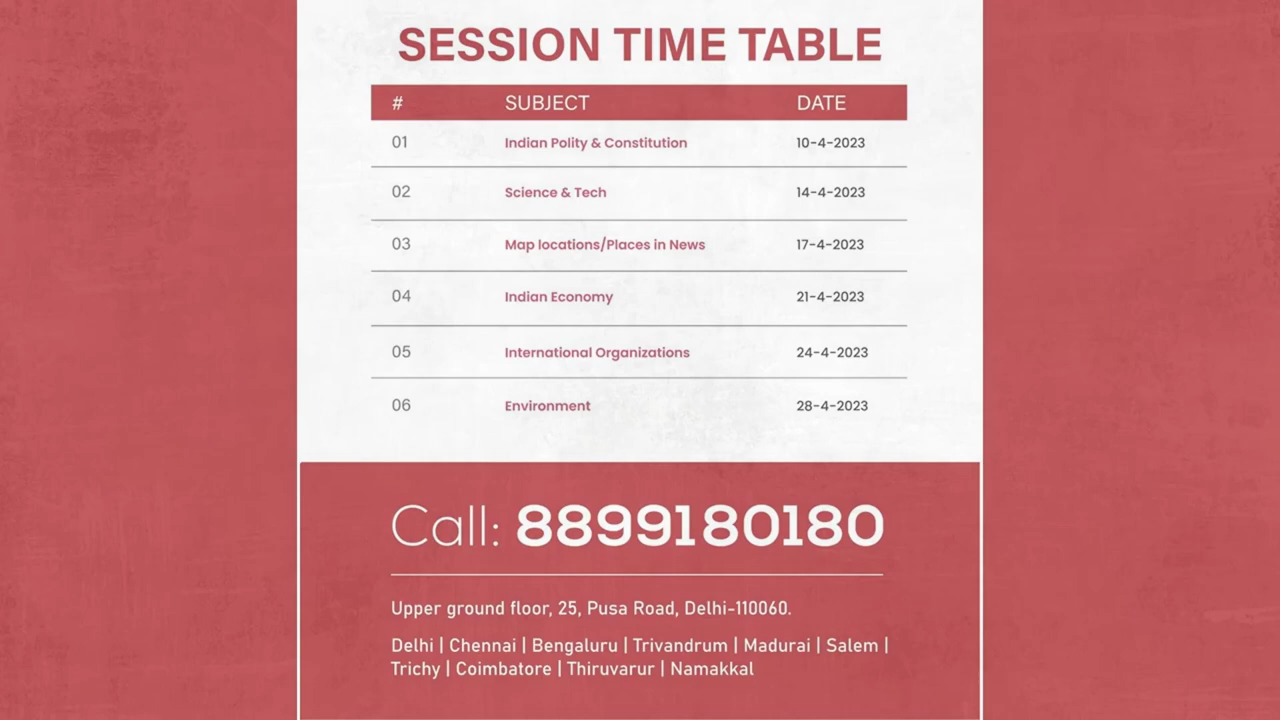 SESSION TIME TABLE
# SUBJECT DATE
01 Indian Polity & Constitution 10-4-2023
02 Science & Tech 14-4-2023
03 Map locations/Places in News 17-4-2023
04 Indian Economy 21-4-2023
05 International Organizations 24-4-2023
06 Environment 28-4-2023
Call: 8899180180
Upper ground floor, 25, Pusa Road, Delhi-110060.
Delhi | Chennai | Bengaluru | Trivandrum | Madurai | Salem |
Trichy | Coimbatore | Thiruvarur | Namakkal